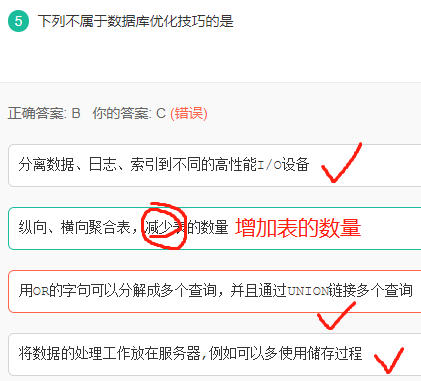 5 下列不属于数据库优化技巧的是
正确答案: B 你的答案: C (错误)
分离数据、日志、索引到不同的高性能I/O设备
纵向、横向聚合表，减少表的数量 增加表的数量
用OR的字句可以分解成多个查询，并且通过UNION链接多个查询
将数据的处理工作放在服务器,例如可以多使用储存过程